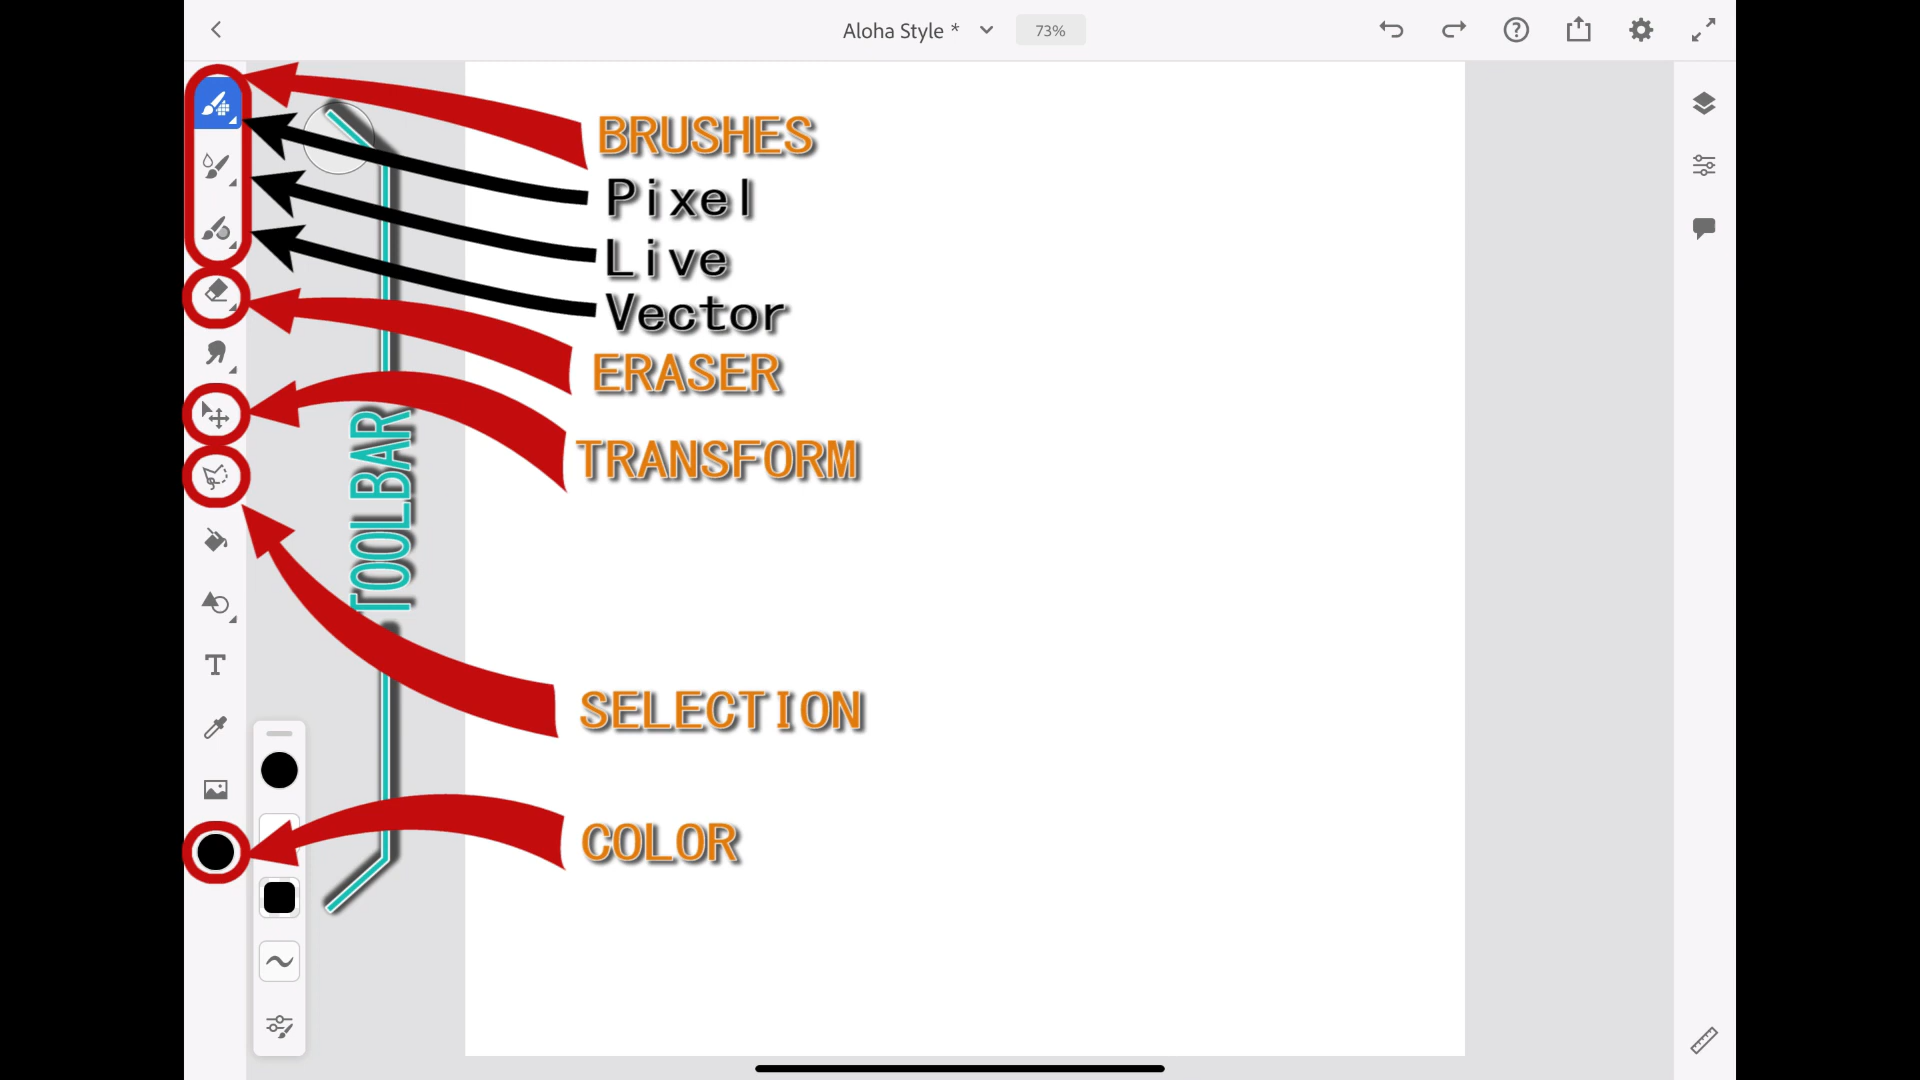 Aloha Style *
73%
BRUSHES
Pixel
Live
Vector
ERASER
TRANSFORM
TOOLBAR
SELECTION
COLOR